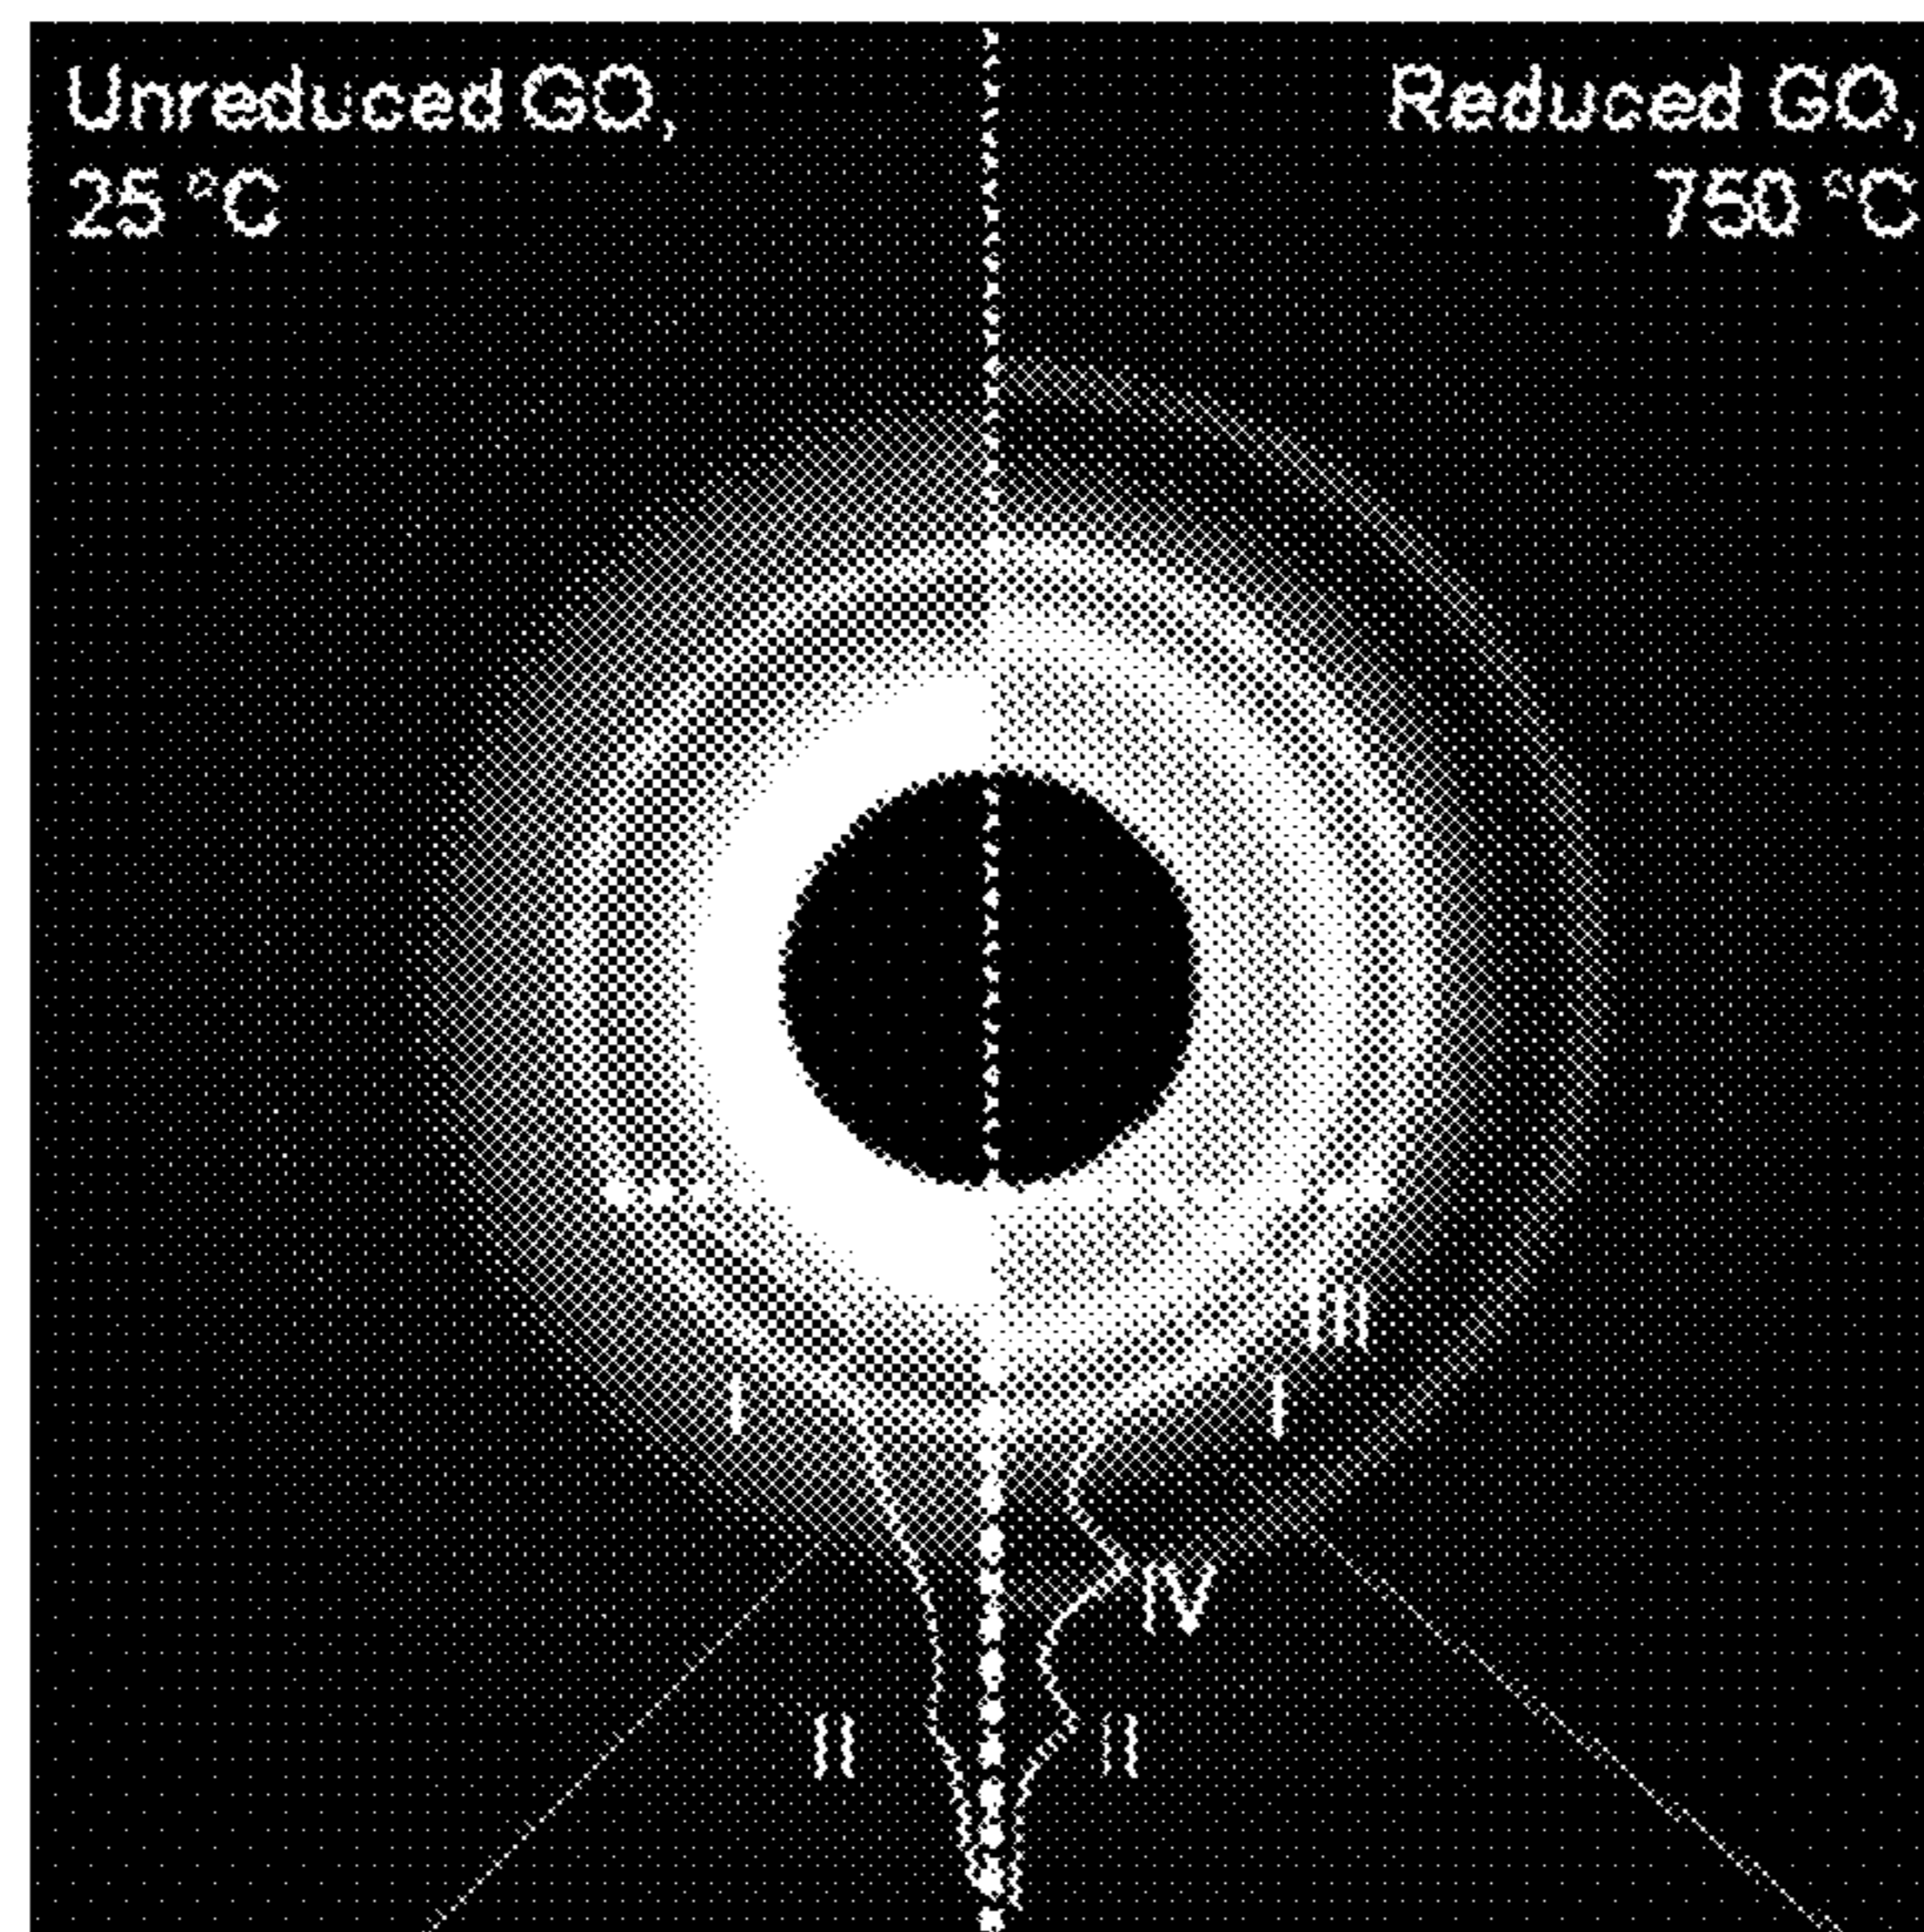 Unreduced GO,
25 °C
Reduced GO,
750 °C
III
I
I
IV
II
II